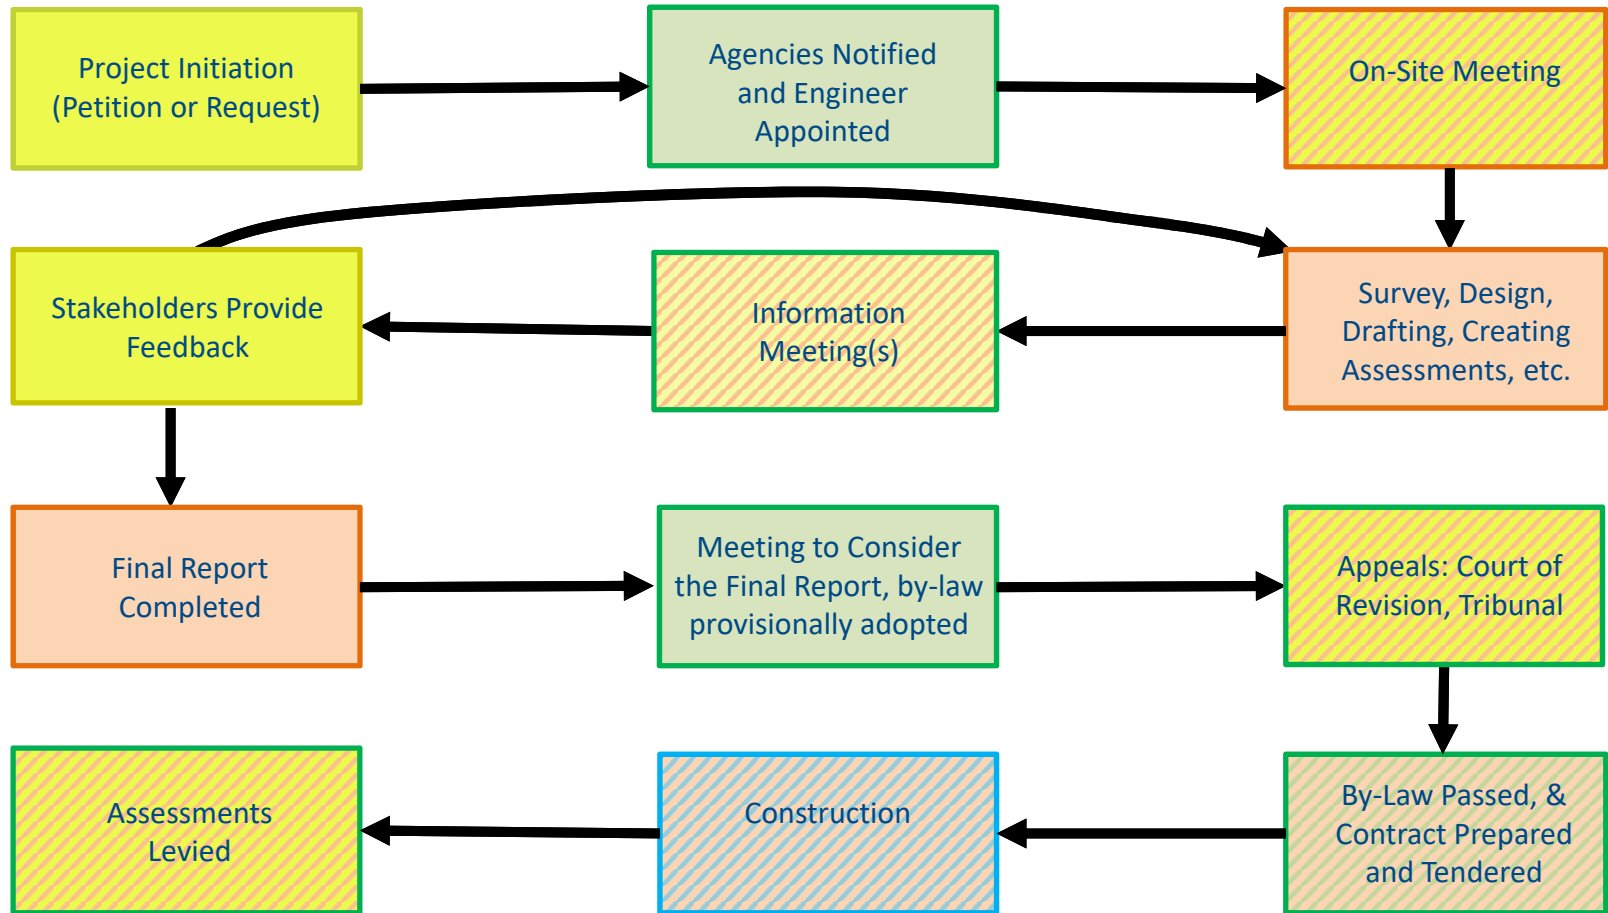 Project Initiation
(Petition or Request)
Agencies Notified
and Engineer
Appointed
On-Site Meeting
Stakeholders Provide
Feedback
Information
Meeting(s)
Survey, Design,
Drafting, Creating
Assessments, etc.
Final Report
Completed
Meeting to Consider
the Final Report, by-law
provisionally adopted
Appeals: Court of
Revision, Tribunal
Assessments
Levied
Construction
By-Law Passed, &
Contract Prepared
and Tendered